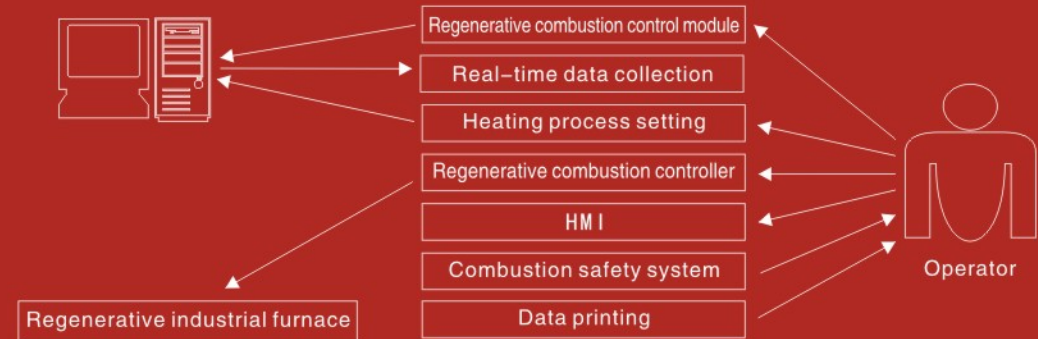 Regenerative combustion control module
Real-time data collection
Heating process setting
Regenerative combustion controller
HMI
Combustion safety system
Operator
Data printing
Regenerative industrial furnace